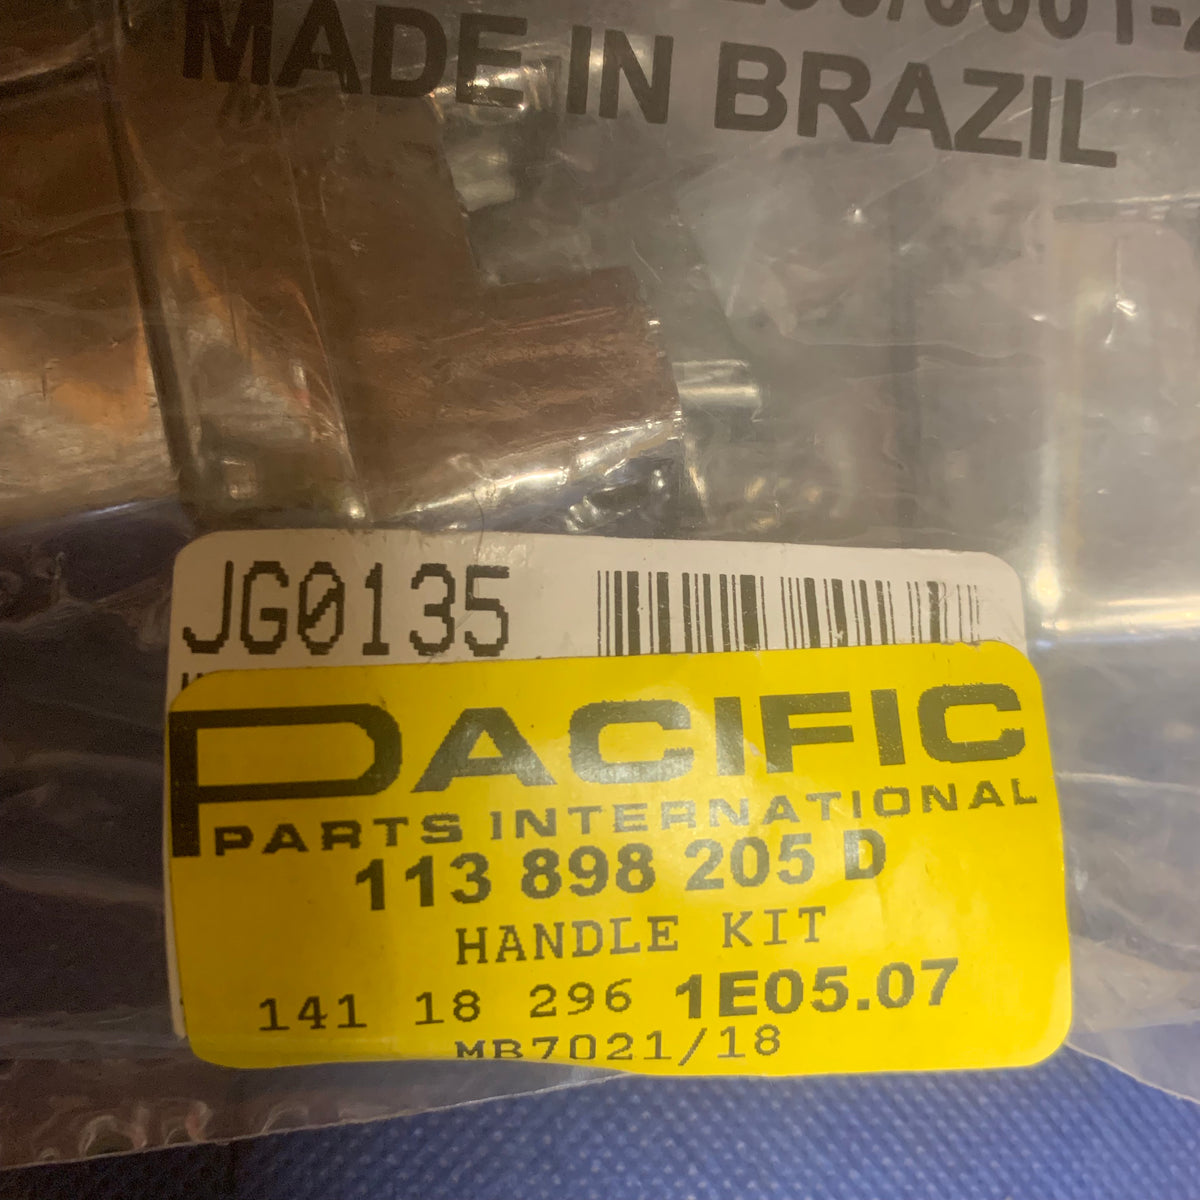 MADE IN BRAZIL
JG0135
PACIFIC
PARTS INTERNATIONAL
113 898 205 D
HANDLE KIT
141 18 296 1E05.07
MB7021/18